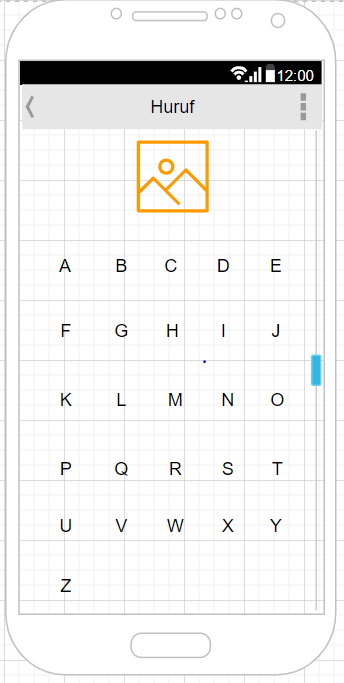 12:00
Huruf
A B C D E
F G H I J
K L M N O
P Q R S T
U V W X Y
Z